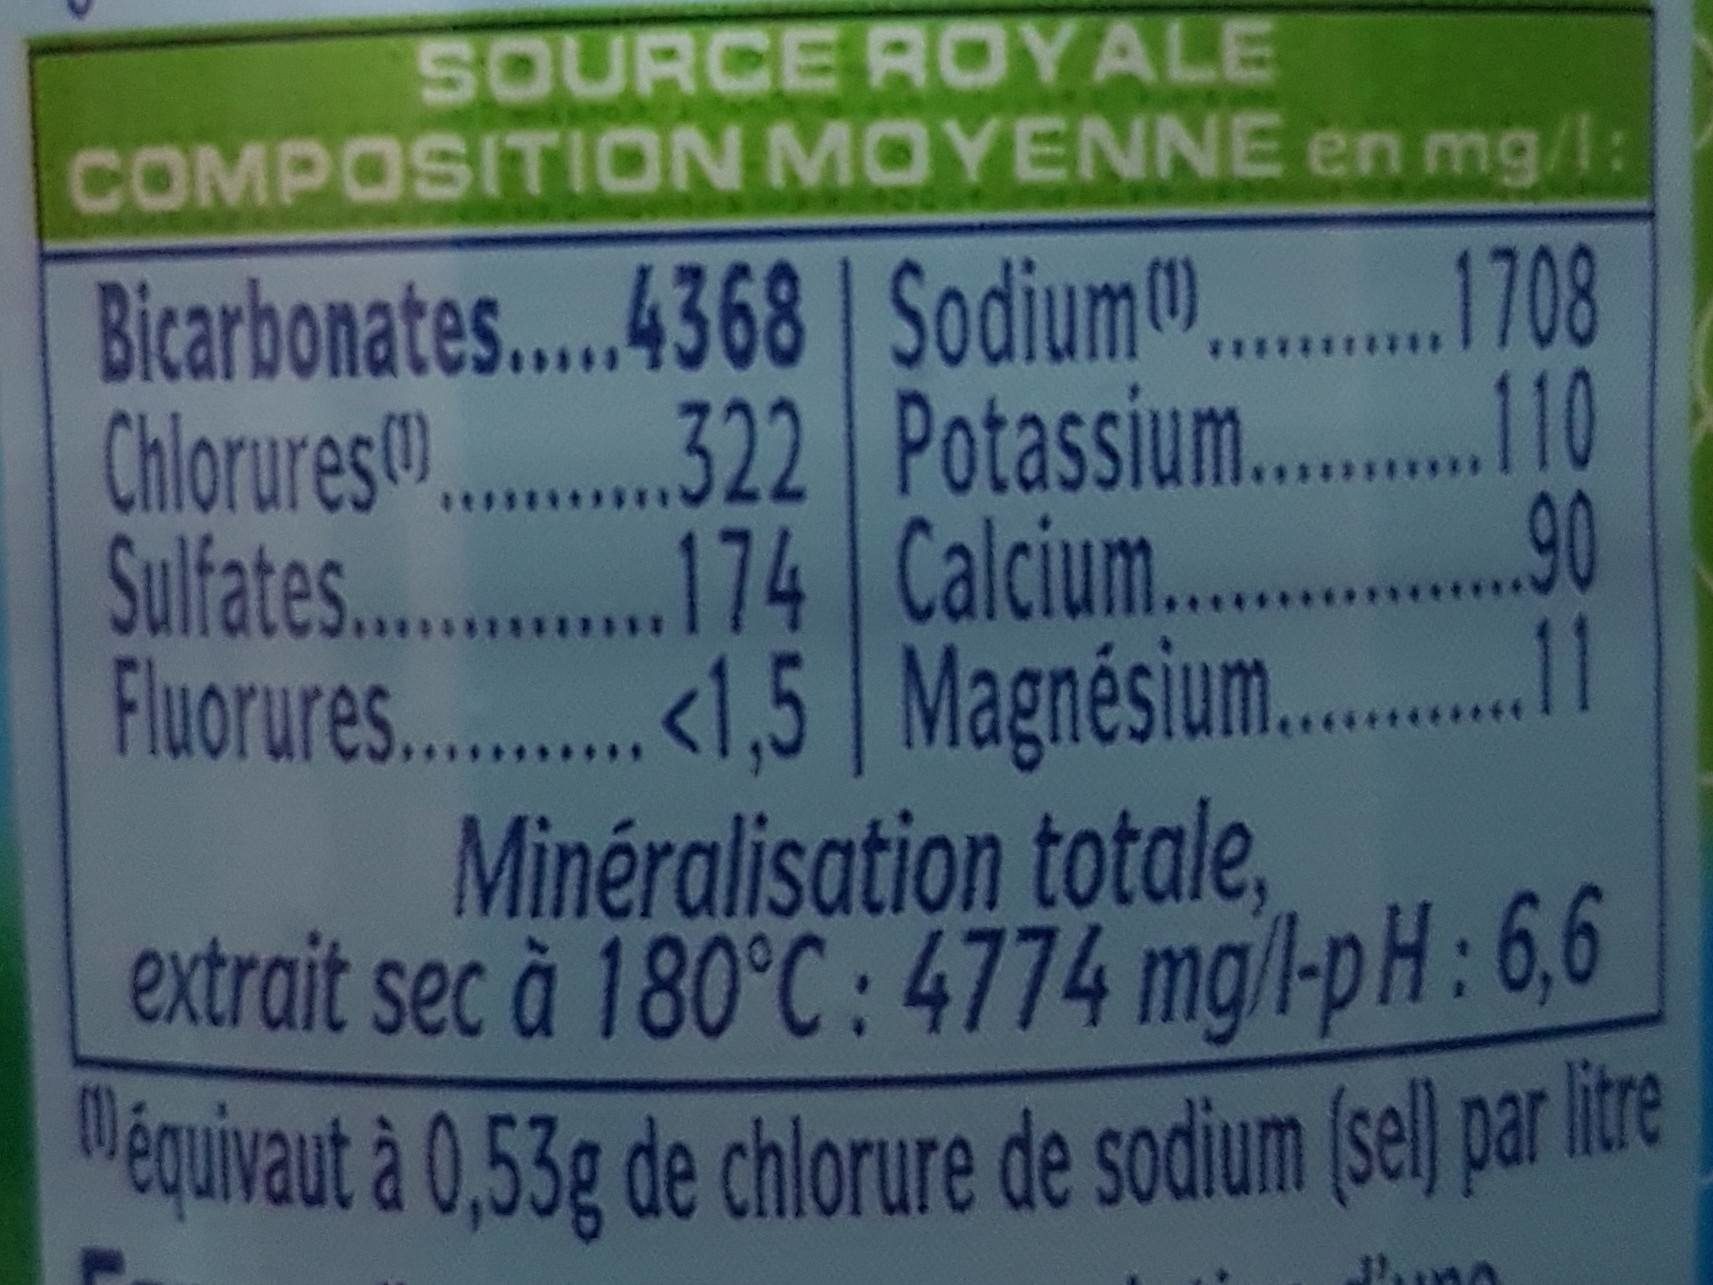 SOURCE ROYALE
COMPOSITION MOYENNE en mg/l:
Bicarbonates.....4368 | Sodium⁽¹⁾...........1708
Chlorures⁽¹⁾...........322 | Potassium...........110
Sulfates..............174 | Calcium.................90
Fluorures........... <1,5 | Magnésium............11
Minéralisation totale,
extrait sec à 180°C : 4774 mg/l-pH : 6,6
⁽¹⁾équivaut à 0,53g de chlorure de sodium (sel) par litre